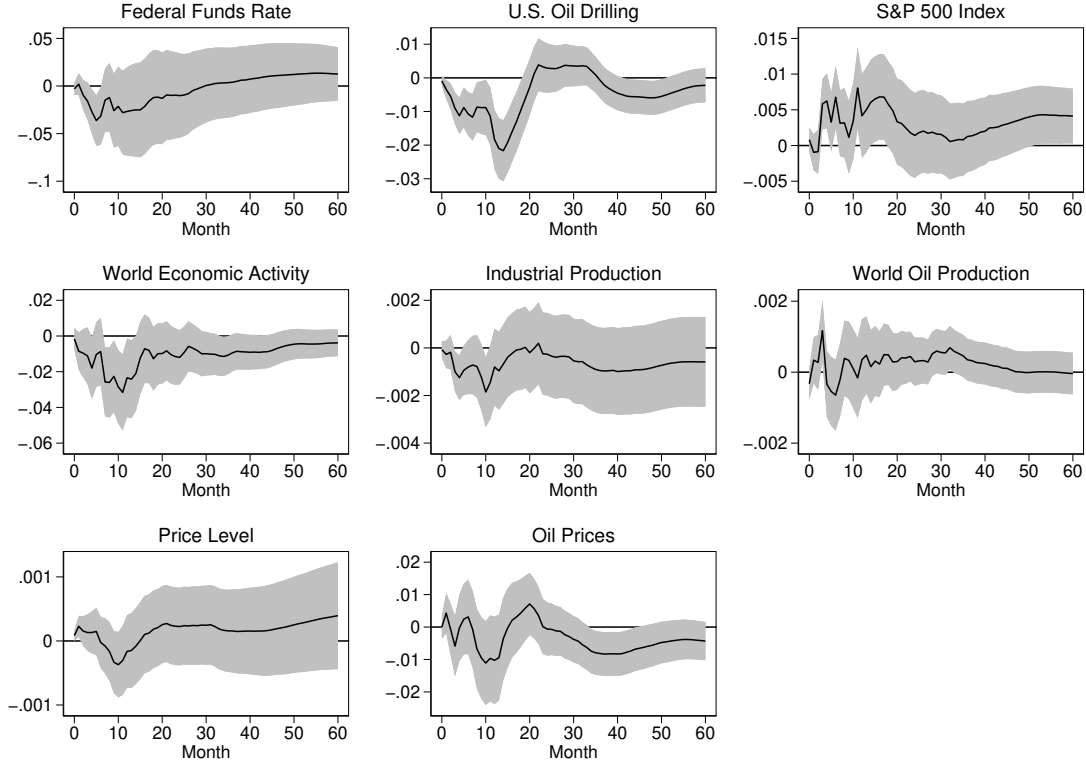 Federal Funds Rate
.05
0
−.05
−.1
0 10 20 30 40 50 60
Month
U.S. Oil Drilling
.01
0
−.01
−.02
−.03
0 10 20 30 40 50 60
Month
S&P 500 Index
.015
.01
.005
0
−.005
0 10 20 30 40 50 60
Month
World Economic Activity
.02
0
−.02
−.04
−.06
0 10 20 30 40 50 60
Month
Industrial Production
.002
0
−.002
−.004
0 10 20 30 40 50 60
Month
World Oil Production
.002
0
−.002
0 10 20 30 40 50 60
Month
Price Level
.001
0
−.001
0 10 20 30 40 50 60
Month
Oil Prices
.02
.01
0
−.01
−.02
0 10 20 30 40 50 60
Month